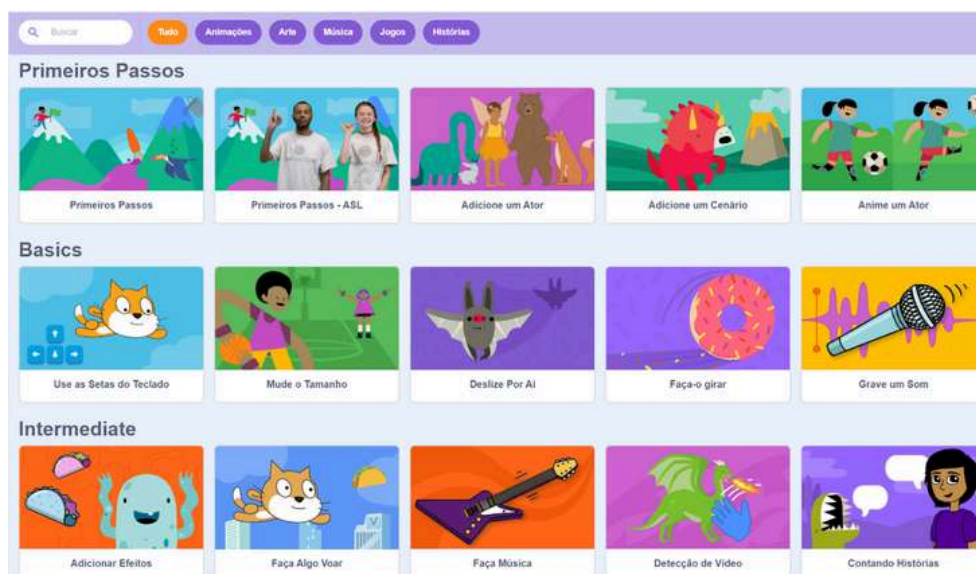 Buscar Tudo Animações Arte Música Jogos Histórias
Primeiros Passos
Primeiros Passos Primeiros Passos - ASL Adicione um Ator Adicione um Cenário Anime um Ator
Basics
Use as Setas do Teclado Mude o Tamanho Deslize Por Aí Faça-o girar Grave um Som
Intermediate
Adicionar Efeitos Faça Algo Voar Faça Música Detecção de Vídeo Contando Histórias